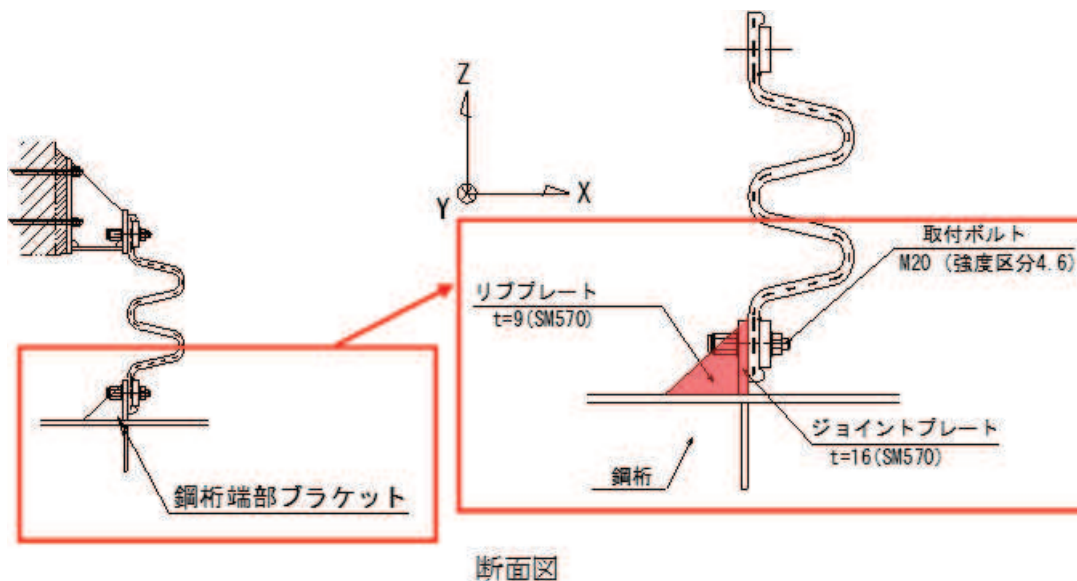 Z
Y
X
取付ボルト
M20 (強度区分4.6)
リブプレート
t=9(SM570)
ジョイントプレート
t=16(SM570)
鋼桁
鋼桁端部ブラケット
断面図